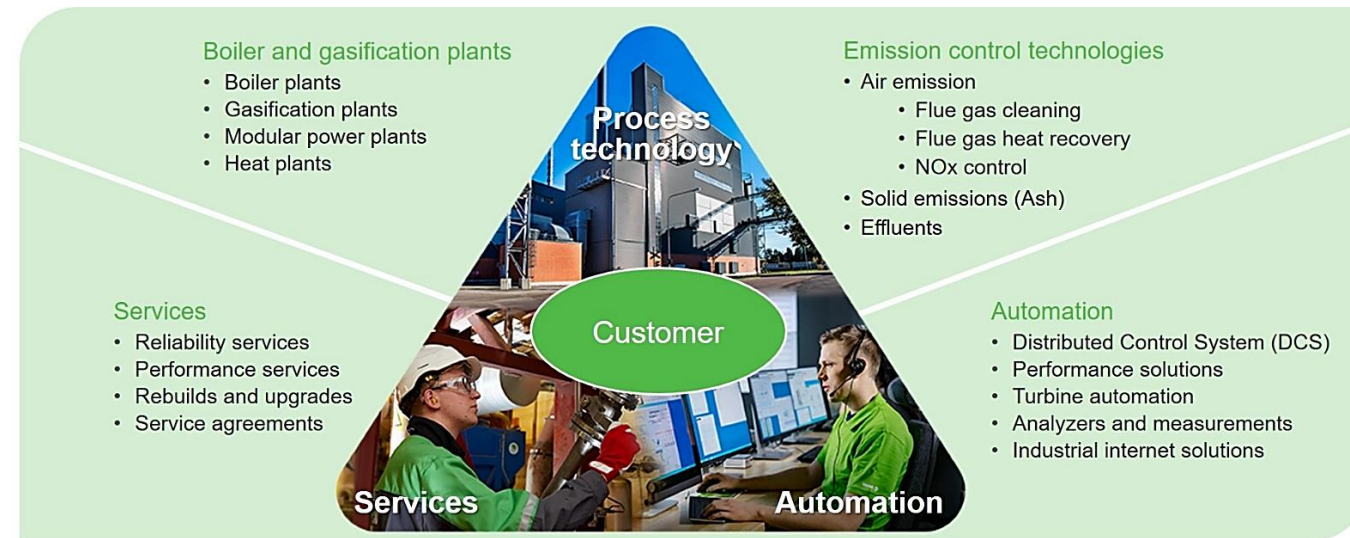 Boiler and gasification plants
• Boiler plants
• Gasification plants
• Modular power plants
• Heat plants
Process
technology
Emission control technologies
• Air emission
• Flue gas cleaning
• Flue gas heat recovery
• NOx control
• Solid emissions (Ash)
• Effluents
Customer
Services
• Reliability services
• Performance services
• Rebuilds and upgrades
• Service agreements
Automation
• Distributed Control System (DCS)
• Performance solutions
• Turbine automation
• Analyzers and measurements
• Industrial internet solutions
Services
Automation